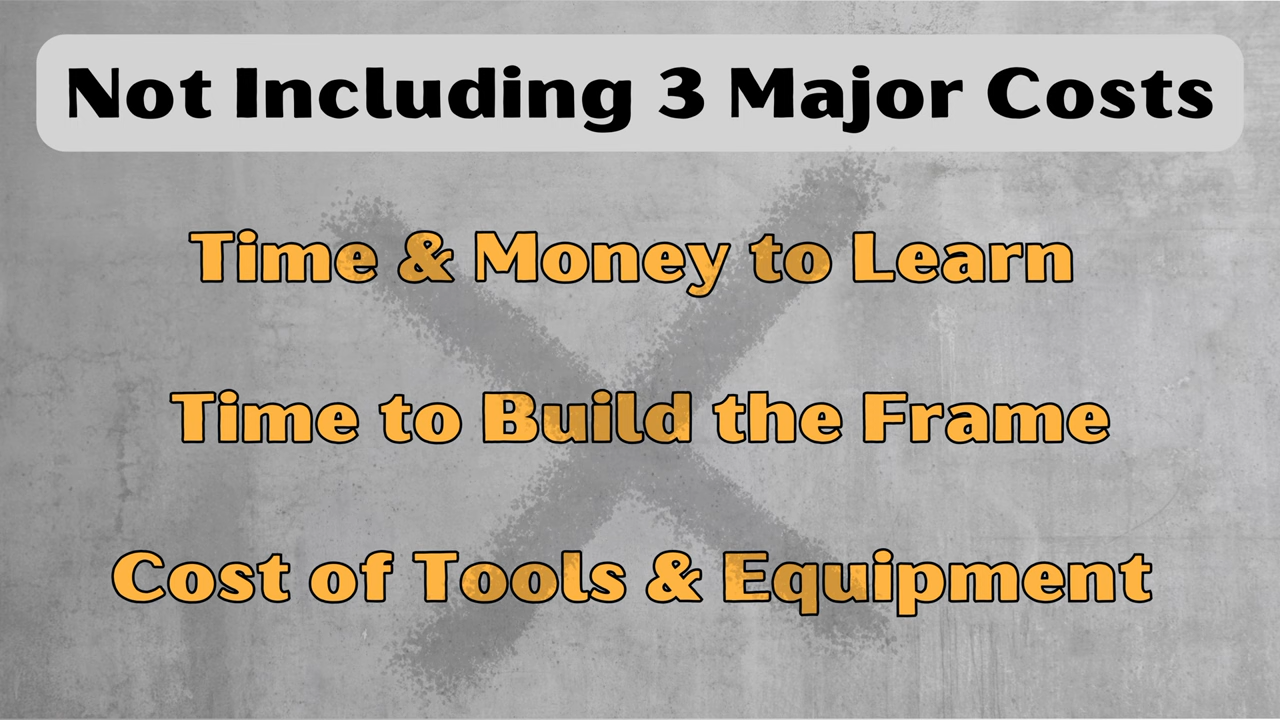 Not Including 3 Major Costs
Time & Money to Learn
Time to Build the Frame
Cost of Tools & Equipment